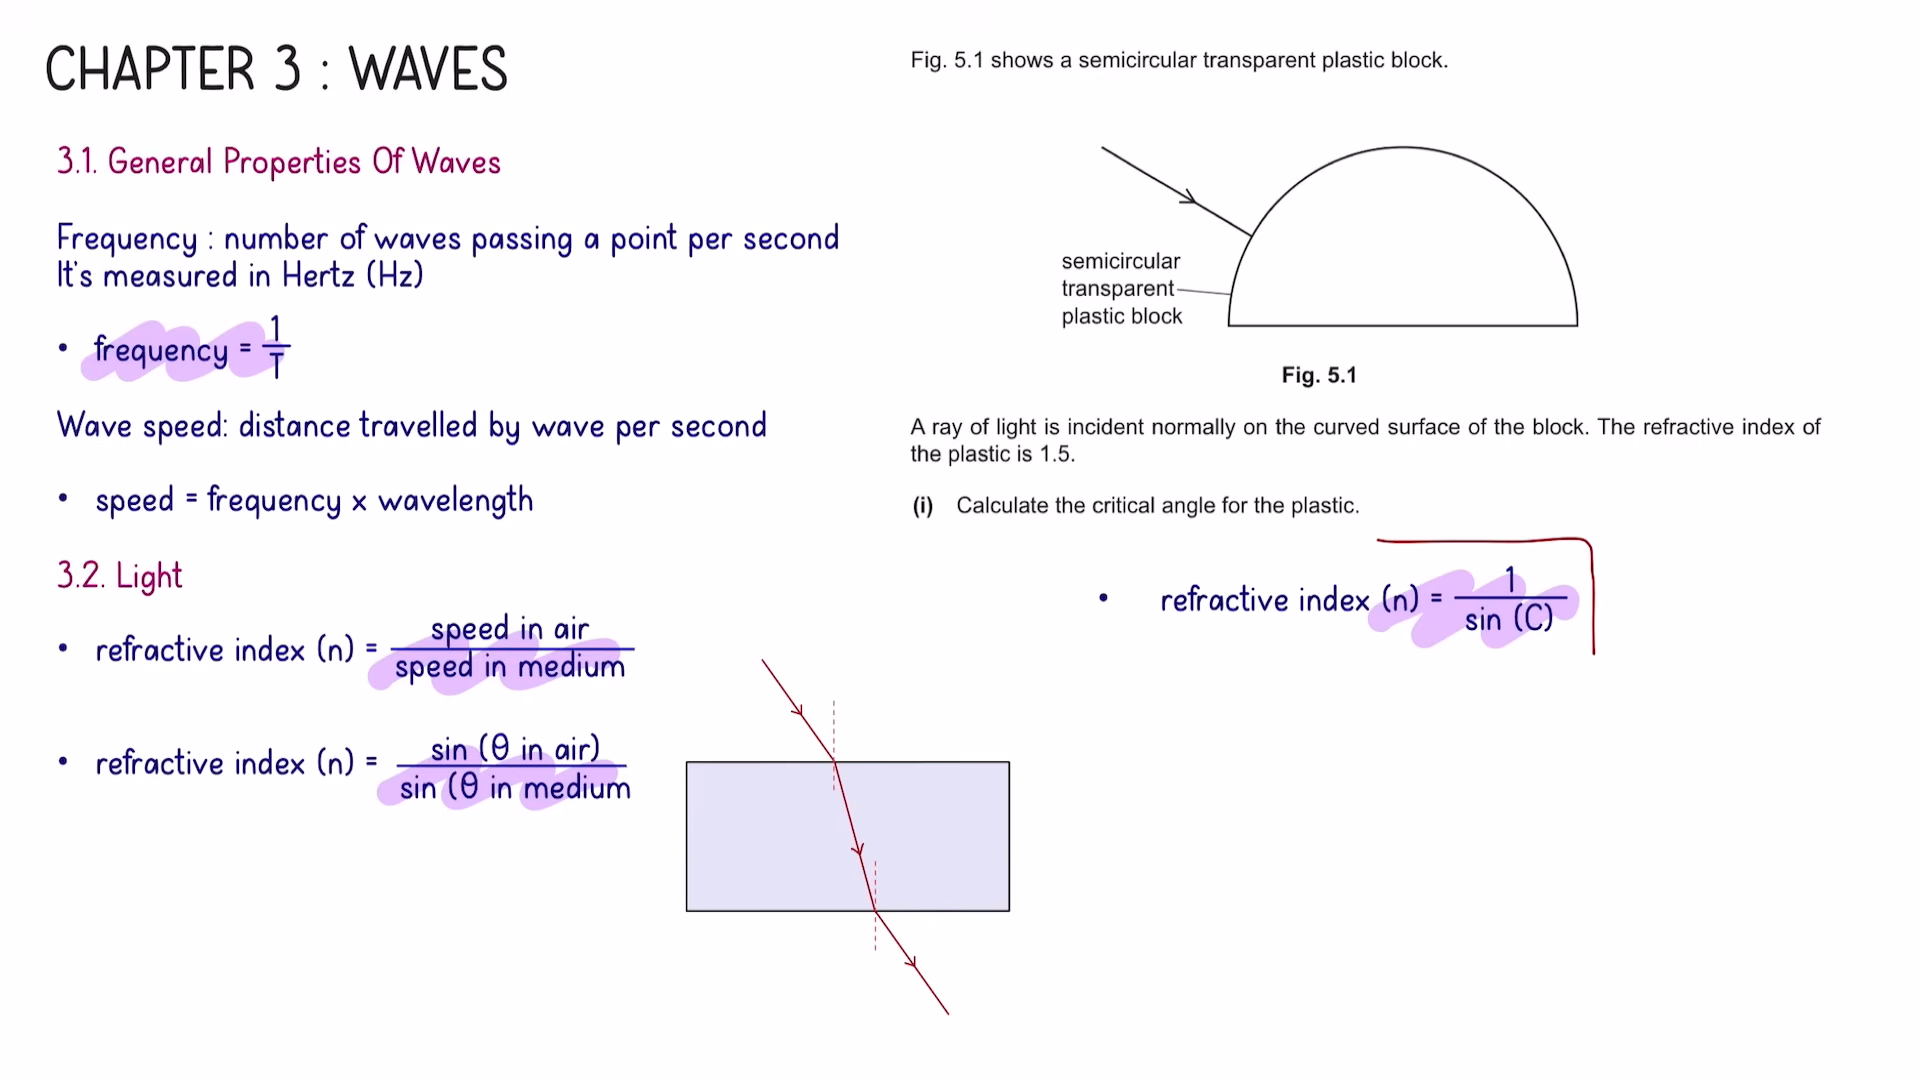 CHAPTER 3 : WAVES
3.1. General Properties Of Waves
Frequency : number of waves passing a point per second
It's measured in Hertz (Hz)
• frequency = 1/T
Wave speed: distance travelled by wave per second
• speed = frequency x wavelength
3.2. Light
• refractive index (n) = speed in air / speed in medium
• refractive index (n) = sin (θ in air) / sin (θ in medium
Fig. 5.1 shows a semicircular transparent plastic block.
semicircular
transparent
plastic block
Fig. 5.1
A ray of light is incident normally on the curved surface of the block. The refractive index of
the plastic is 1.5.
(i) Calculate the critical angle for the plastic.
• refractive index (n) = 1 / sin (C)